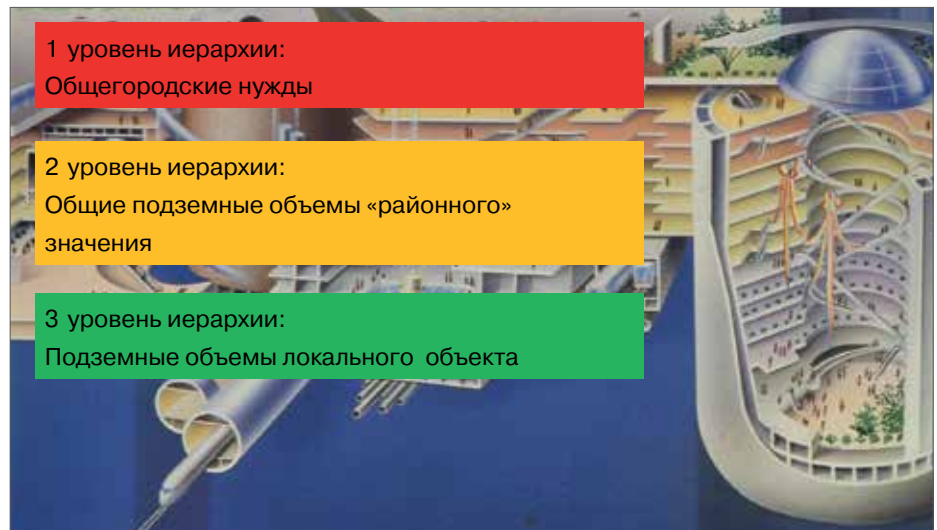 1 уровень иерархии:
Общегородские нужды
2 уровень иерархии:
Общие подземные объемы «районного»
значения
3 уровень иерархии:
Подземные объемы локального объекта